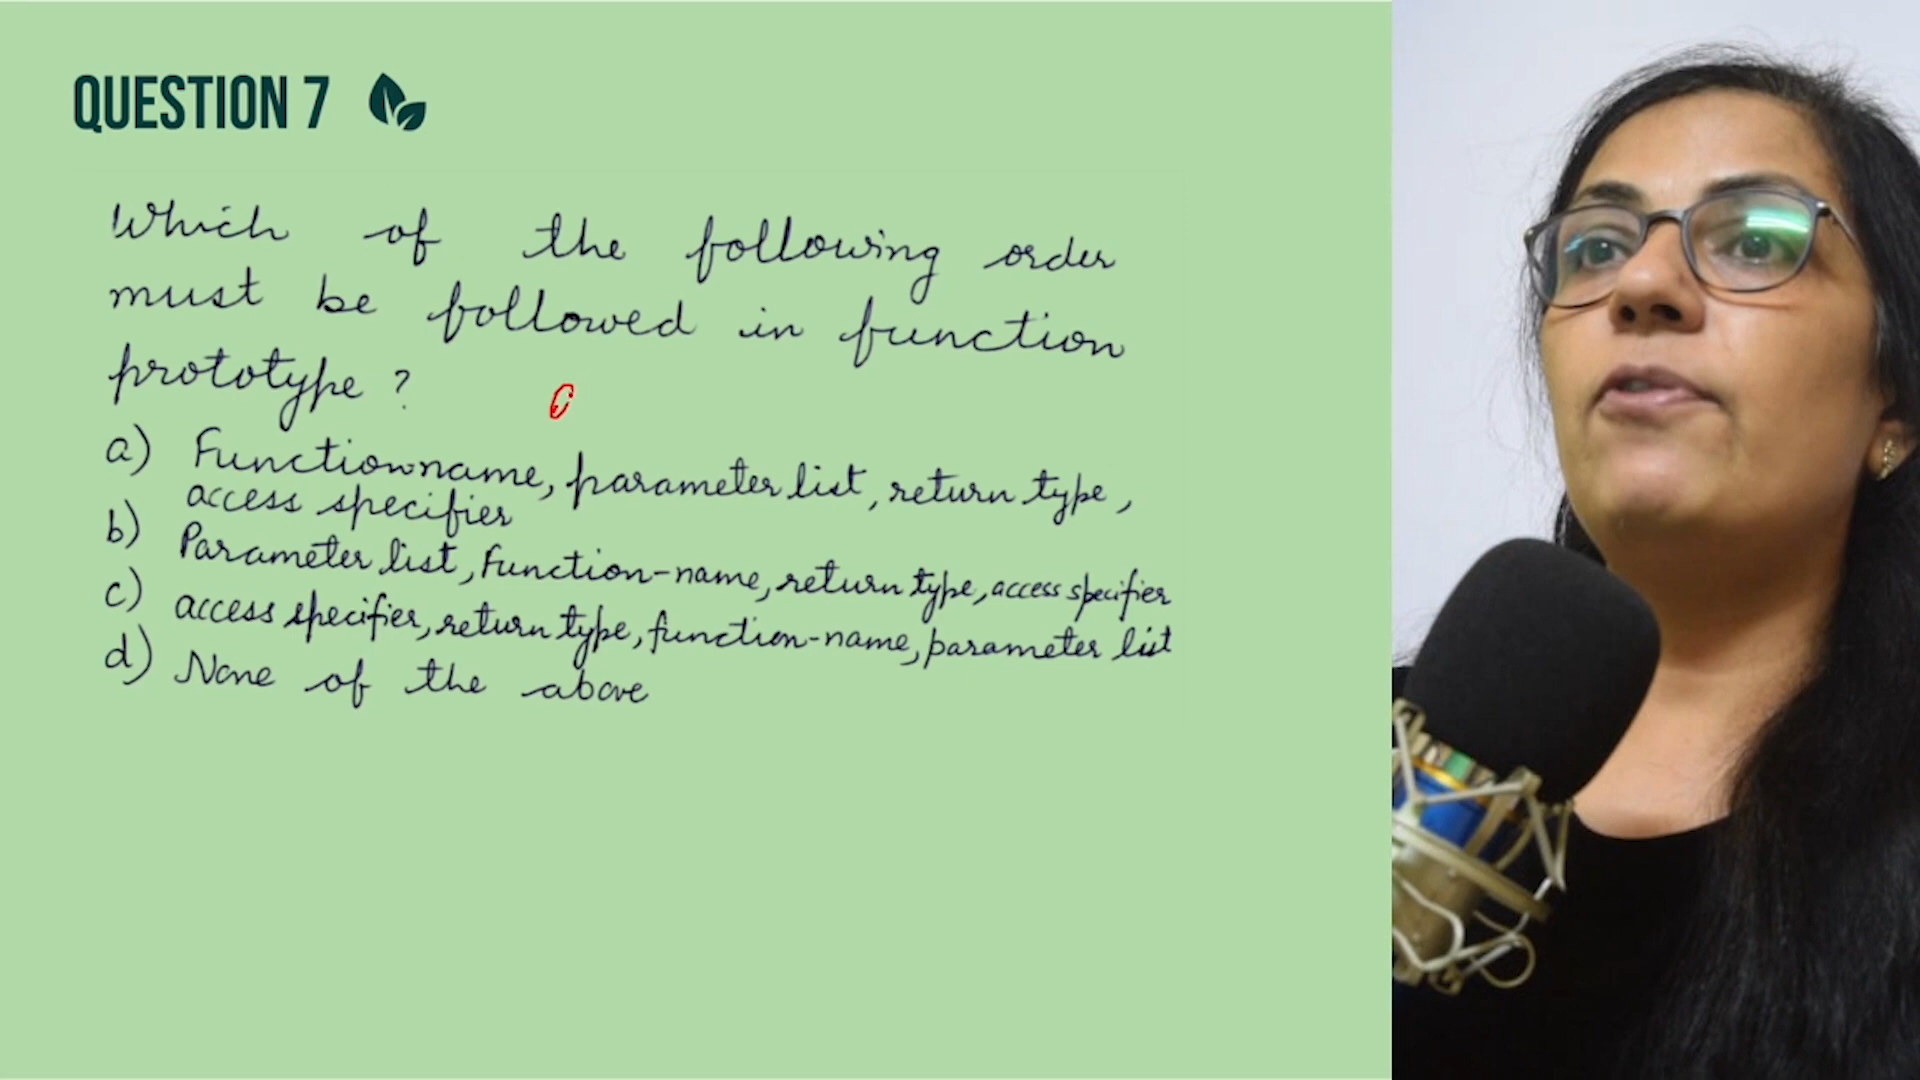 QUESTION 7
Which of the following order
must be followed in function
prototype ?
a) Functionname, parameter list, return type,
access specifier
b) Parameter list, Function-name, return type, access specifier
c) access specifier, return type, function-name, parameter list
d) None of the above